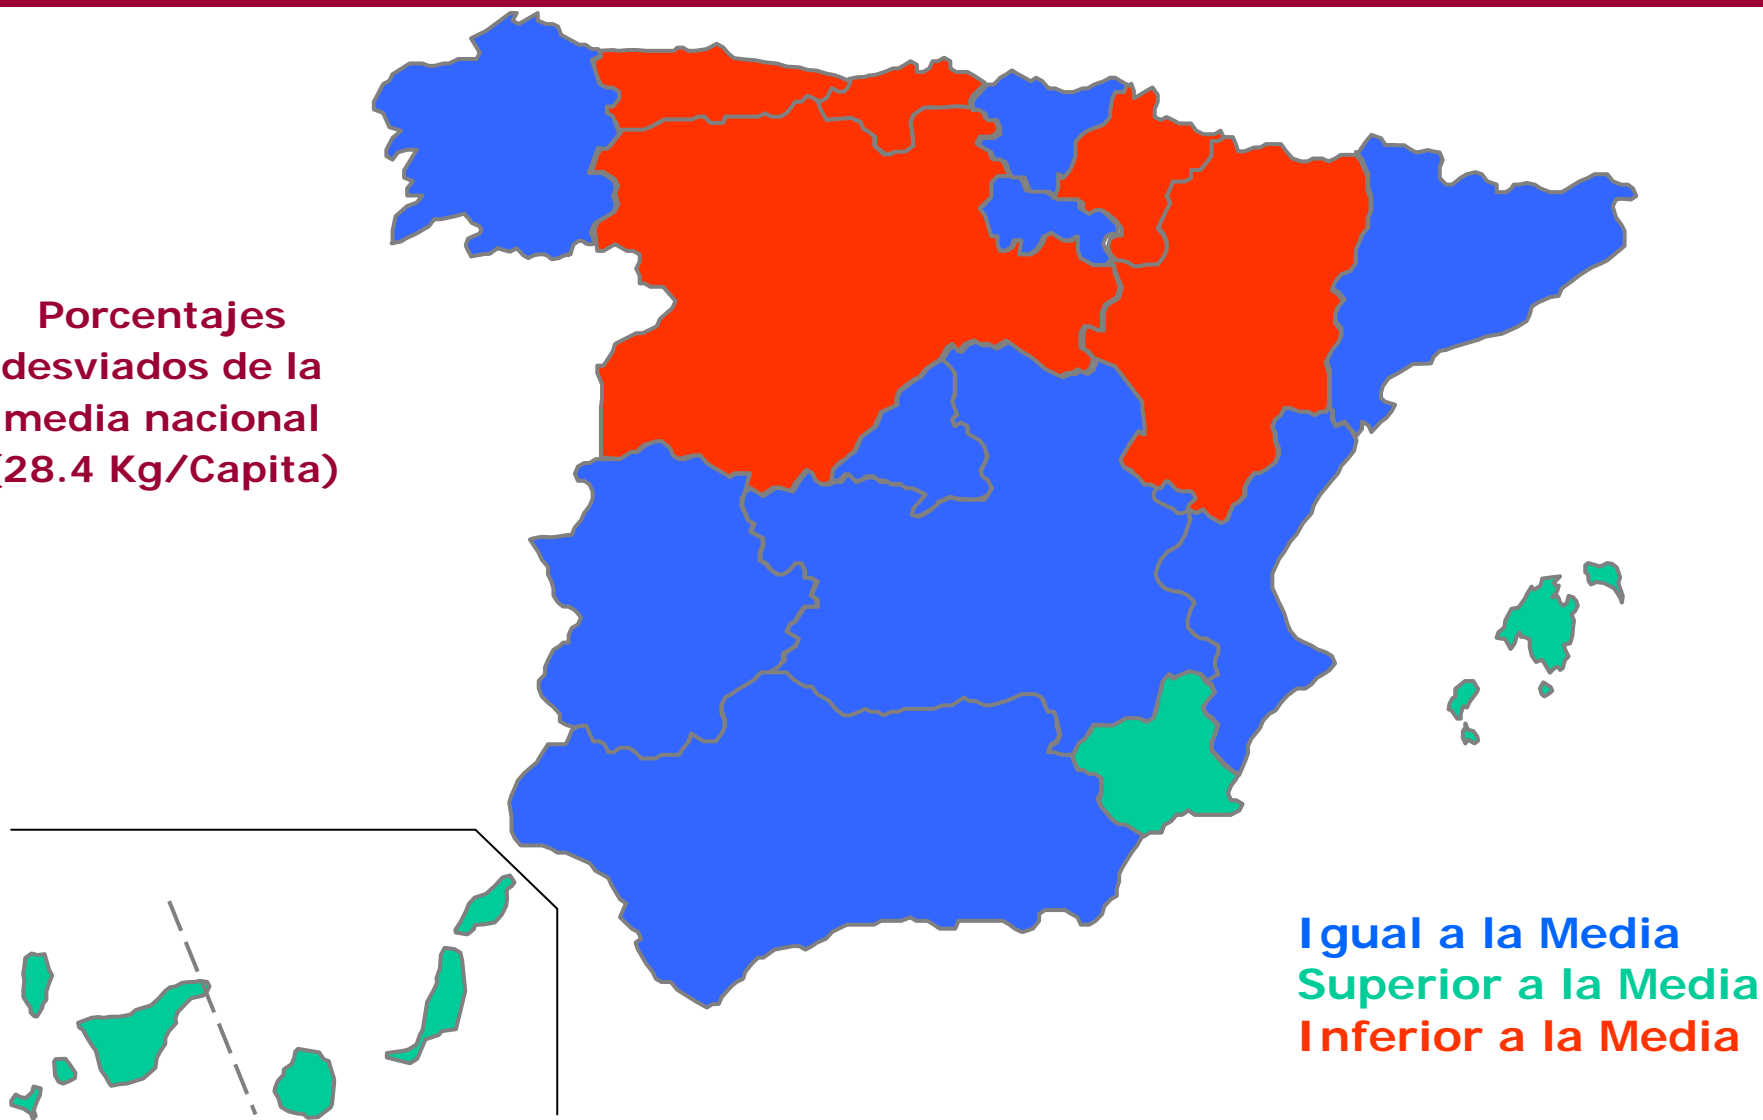 Porcentajes
desviados de la
media nacional
(28.4 Kg/Capita)
Igual a la Media
Superior a la Media
Inferior a la Media